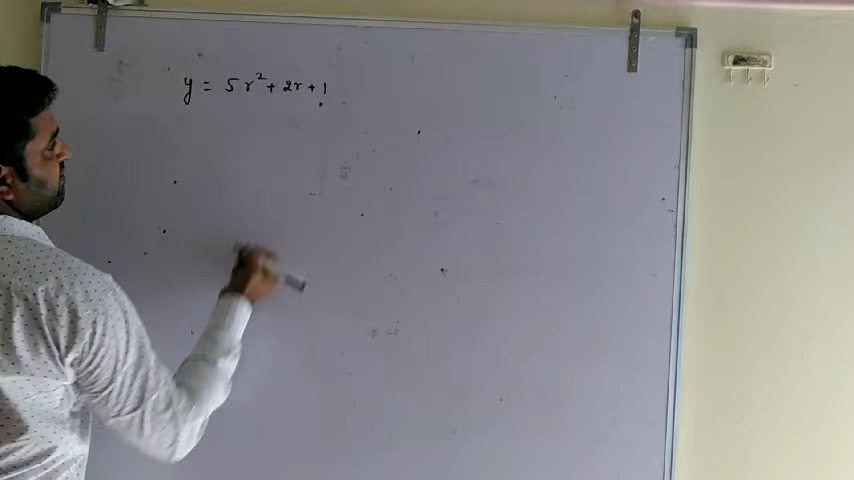 y = 5r² + 2r + 1